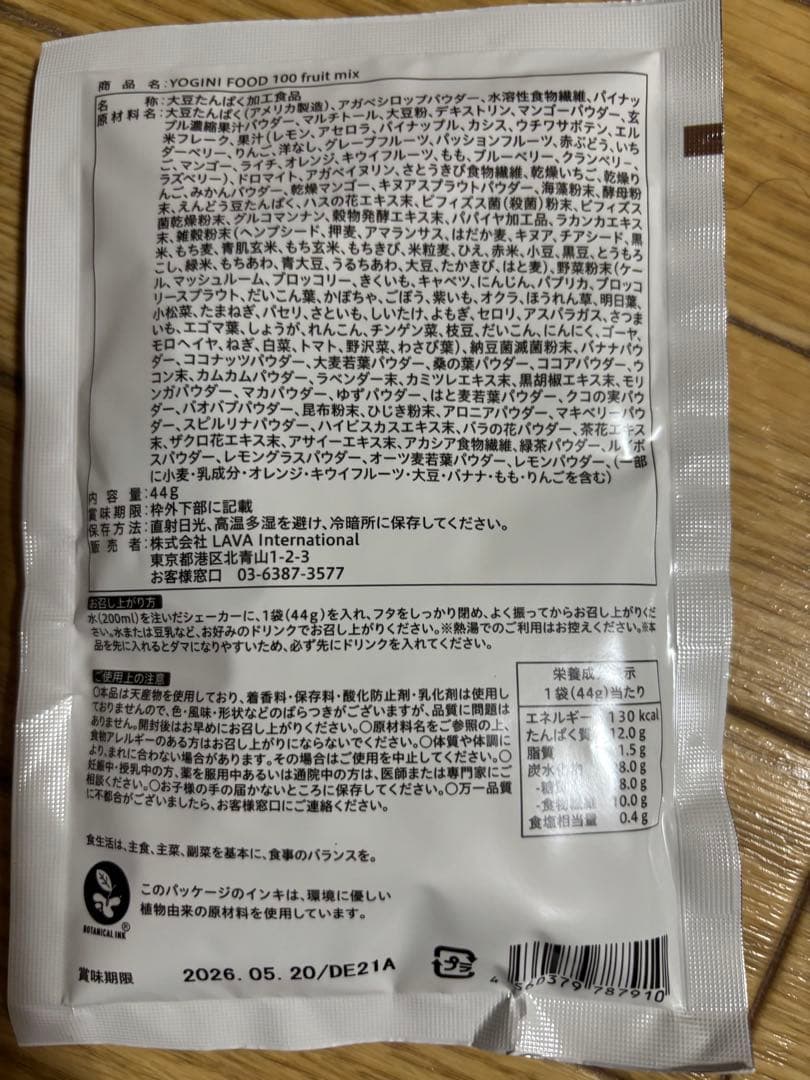 商品名:YOGINI FOOD 100 fruit mix
名称:大豆たんぱく加工食品
原材料名:大豆たんぱく(アメリカ製造)、アガベシロップパウダー、水溶性食物繊維、パイナッ
プル濃縮果汁パウダー、マルチトール、大豆粉、デキストリン、マンゴーパウダー、玄
米フレーク、果汁(レモン、アセロラ、パイナップル、カシス、ウチワサボテン、エル
ダーベリー、りんご、洋なし、グレープフルーツ、パッションフルーツ、赤ぶどう、いち
ご、マンゴー、ライチ、オレンジ、キウイフルーツ、もも、ブルーベリー、クランベリー、
ラズベリー)、ドロマイト、アガベイヌリン、さとうきび食物繊維、乾燥いちご、乾燥り
んご、みかんパウダー、乾燥マンゴー、キヌアスプラウトパウダー、海藻粉末、酵母粉
末、えんどう豆たんぱく、ハスの花エキス末、ビフィズス菌(殺菌)粉末、ビフィズス
菌乾燥粉末、グルコマンナン、穀物発酵エキス末、パパイヤ加工品、ラカンカエキス
末、雑穀粉末(ヘンプシード、押麦、アマランサス、はだか麦、キヌア、チアシード、黒
米、もち麦、青肌玄米、もち玄米、もちきび、米粒麦、ひえ、赤米、小豆、黒豆、とうもろ
こし、緑米、もちあわ、青大豆、うるちあわ、大豆、たかきび、はと麦)、野菜粉末(ケー
ル、マッシュルーム、ブロッコリー、きくいも、キャベツ、にんじん、パプリカ、ブロッコ
リースプラウト、だいこん葉、かぼちゃ、ごぼう、紫いも、オクラ、ほうれん草、明日葉、
小松菜、たまねぎ、パセリ、さといも、しいたけ、よもぎ、セロリ、アスパラガス、さつま
いも、エゴマ葉、しょうが、れんこん、チンゲン菜、枝豆、だいこん、にんにく、ゴーヤ、
モロヘイヤ、ねぎ、白菜、トマト、野沢菜、わさび葉)、納豆菌滅菌粉末、バナナパウ
ダー、ココナッツパウダー、大麦若葉パウダー、桑の葉パウダー、ココアパウダー、ウ
コン末、カムカムパウダー、ラベンダー末、カミツレエキス末、黒胡椒エキス末、モリ
ンガパウダー、マカパウダー、ゆずパウダー、はと麦若葉パウダー、クコの実パウ
ダー、バオバブパウダー、昆布粉末、ひじき粉末、アロニアパウダー、マキベリーパウ
ダー、スピルリナパウダー、ハイビスカスエキス末、バラの花パウダー、茶花エキス
末、ザクロ花エキス末、アサイーエキス末、アカシア食物繊維、緑茶パウダー、ルイボ
スパウダー、レモングラスパウダー、オーツ麦若葉パウダー、レモンパウダー、(一部
に小麦・乳成分・オレンジ・キウイフルーツ・大豆・バナナ・もも・りんごを含む)
内容量:44g
賞味期限:枠外下部に記載
保存方法:直射日光、高温多湿を避け、冷暗所に保存してください。
販売者:株式会社 LAVA International
東京都港区北青山1-2-3
お客様窓口 03-6387-3577
お召し上がり方
水(200ml)を注いだシェーカーに、1袋(44g)を入れ、フタをしっかり閉め、よく振ってからお召し上がりくだ
さい。水または豆乳など、お好みのドリンクでお召し上がりください。※熱湯でのご利用はお控えください。※本
品を先に入れるとダマになりやすいため、必ず先にドリンクを入れてください。
ご使用上の注意
○本品は天産物を使用しており、着香料・保存料・酸化防止剤・乳化剤は使用し
ておりませんので、色・風味・形状などのばらつきがございますが、品質に問題は
ありません。開封後はお早めにお召し上がりください。○原材料名をご参照の上、
食物アレルギーのある方はお召し上がりにならないでください。○体質や体調に
より、まれに合わない場合があります。その場合はご使用を中止してください。○
妊娠中・授乳中の方、薬を服用中あるいは通院中の方は、医師または専門家にご
相談ください。○お子様の手の届かないところに保存してください。○万一品質
に不都合がございましたら、お客様窓口にご連絡ください。
栄養成 示
1袋(44g)当たり
エネルギー 130 kcal
たんぱく質 12.0 g
脂質 1.5 g
炭水化物 8.0 g
-糖 8.0 g
-食物繊維 10.0 g
食塩相当量 0.4 g
食生活は、主食、主菜、副菜を基本に、食事のバランスを。
BOTANICAL INK®
このパッケージのインキは、環境に優しい
植物由来の原材料を使用しています。
賞味期限 2026.05.20/DE21A
プラ
4 560379 787910